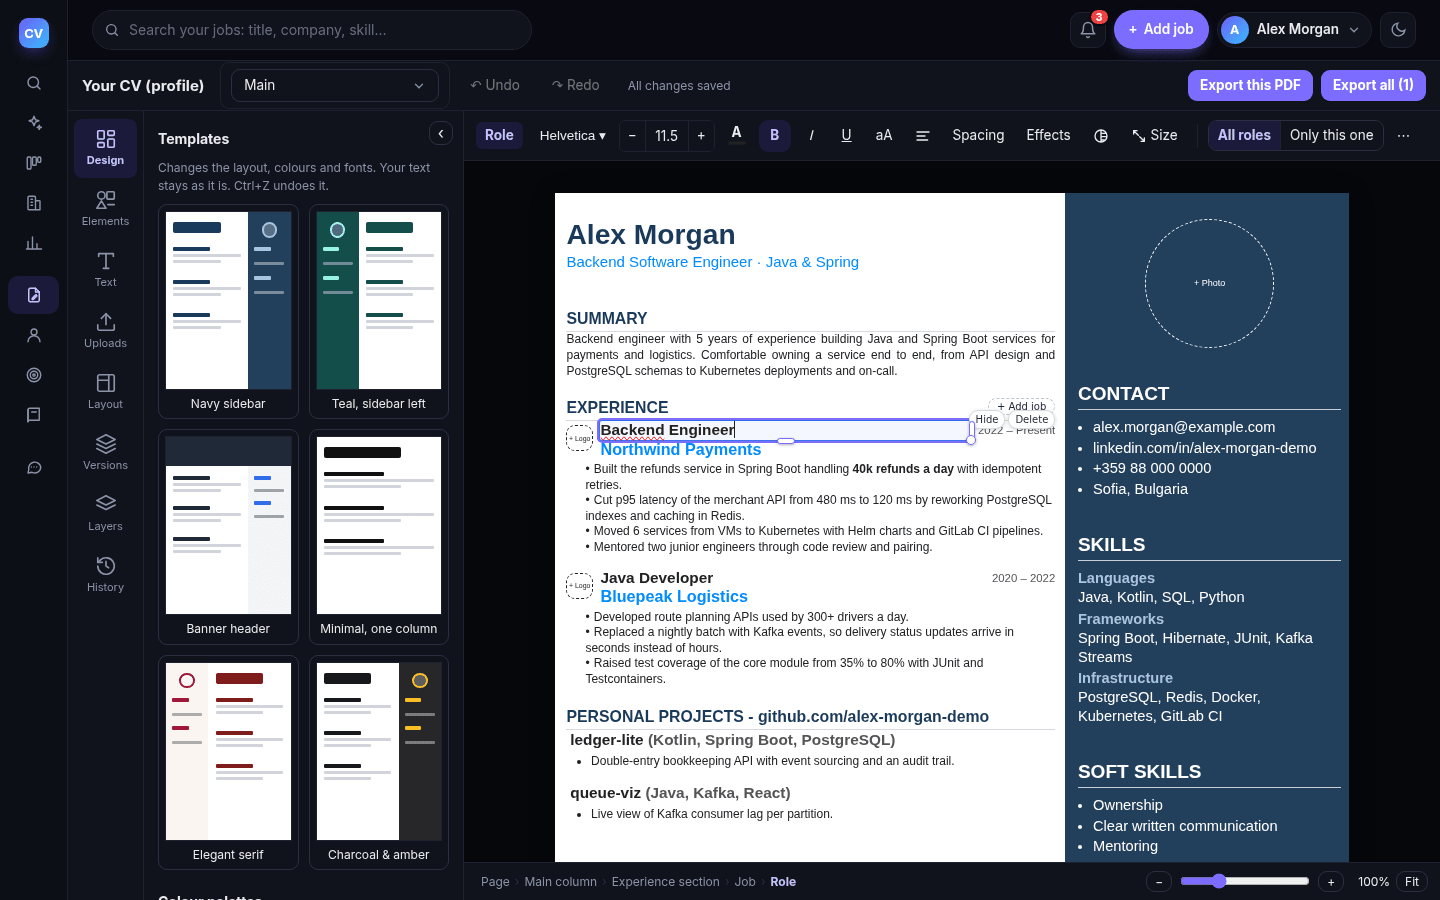 CV
Search your jobs: title, company, skill...
3
+ Add job
A
Alex Morgan
Your CV (profile)
Main
↶ Undo
↷ Redo
All changes saved
Export this PDF
Export all (1)
Design
Elements
Text
Uploads
Layout
Versions
Layers
History
Templates
Changes the layout, colours and fonts. Your text
stays as it is. Ctrl+Z undoes it.
Navy sidebar
Teal, sidebar left
Banner header
Minimal, one column
Elegant serif
Charcoal & amber
Role
Helvetica ▾
− 11.5 +
A
B
I
U
aA
Spacing
Effects
Size
All roles
Only this one
⋯
Alex Morgan
Backend Software Engineer · Java & Spring
SUMMARY
Backend engineer with 5 years of experience building Java and Spring Boot services for
payments and logistics. Comfortable owning a service end to end, from API design and
PostgreSQL schemas to Kubernetes deployments and on-call.
EXPERIENCE
+ Add job
Hide
Delete
+ Logo
Backend Engineer
2022 – Present
Northwind Payments
• Built the refunds service in Spring Boot handling 40k refunds a day with idempotent
retries.
• Cut p95 latency of the merchant API from 480 ms to 120 ms by reworking PostgreSQL
indexes and caching in Redis.
• Moved 6 services from VMs to Kubernetes with Helm charts and GitLab CI pipelines.
• Mentored two junior engineers through code review and pairing.
+ Logo
Java Developer
2020 – 2022
Bluepeak Logistics
• Developed route planning APIs used by 300+ drivers a day.
• Replaced a nightly batch with Kafka events, so delivery status updates arrive in
seconds instead of hours.
• Raised test coverage of the core module from 35% to 80% with JUnit and
Testcontainers.
PERSONAL PROJECTS - github.com/alex-morgan-demo
ledger-lite (Kotlin, Spring Boot, PostgreSQL)
• Double-entry bookkeeping API with event sourcing and an audit trail.
queue-viz (Java, Kafka, React)
• Live view of Kafka consumer lag per partition.
+ Photo
CONTACT
• alex.morgan@example.com
• linkedin.com/in/alex-morgan-demo
• +359 88 000 0000
• Sofia, Bulgaria
SKILLS
Languages
Java, Kotlin, SQL, Python
Frameworks
Spring Boot, Hibernate, JUnit, Kafka
Streams
Infrastructure
PostgreSQL, Redis, Docker,
Kubernetes, GitLab CI
SOFT SKILLS
• Ownership
• Clear written communication
• Mentoring
Page › Main column › Experience section › Job › Role
−
+
100%
Fit